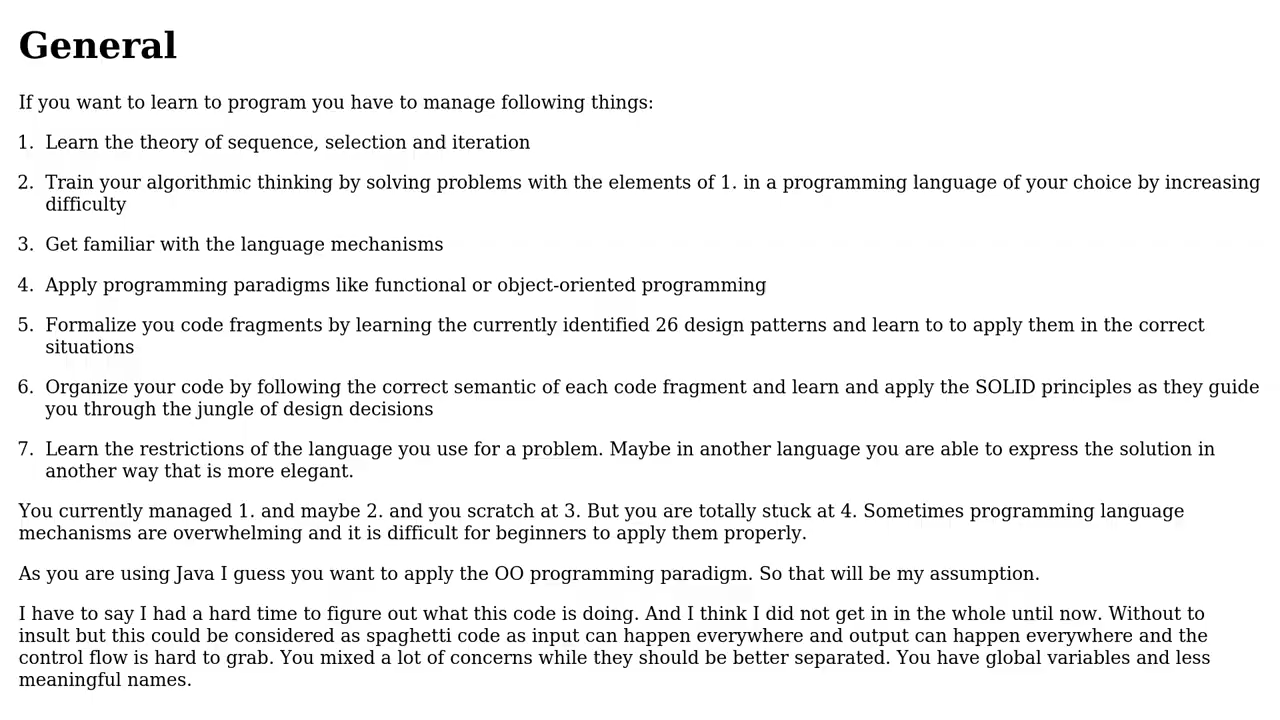 General
If you want to learn to program you have to manage following things:
1. Learn the theory of sequence, selection and iteration
2. Train your algorithmic thinking by solving problems with the elements of 1. in a programming language of your choice by increasing
difficulty
3. Get familiar with the language mechanisms
4. Apply programming paradigms like functional or object-oriented programming
5. Formalize you code fragments by learning the currently identified 26 design patterns and learn to to apply them in the correct
situations
6. Organize your code by following the correct semantic of each code fragment and learn and apply the SOLID principles as they guide
you through the jungle of design decisions
7. Learn the restrictions of the language you use for a problem. Maybe in another language you are able to express the solution in
another way that is more elegant.
You currently managed 1. and maybe 2. and you scratch at 3. But you are totally stuck at 4. Sometimes programming language
mechanisms are overwhelming and it is difficult for beginners to apply them properly.
As you are using Java I guess you want to apply the OO programming paradigm. So that will be my assumption.
I have to say I had a hard time to figure out what this code is doing. And I think I did not get in in the whole until now. Without to
insult but this could be considered as spaghetti code as input can happen everywhere and output can happen everywhere and the
control flow is hard to grab. You mixed a lot of concerns while they should be better separated. You have global variables and less
meaningful names.